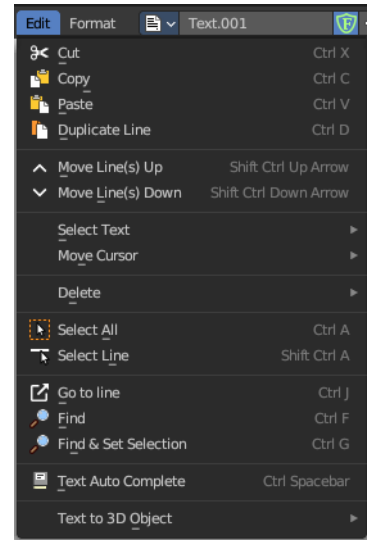 Edit Format Text.001
Cut Ctrl X
Copy Ctrl C
Paste Ctrl V
Duplicate Line Ctrl D
Move Line(s) Up Shift Ctrl Up Arrow
Move Line(s) Down Shift Ctrl Down Arrow
Select Text
Move Cursor
Delete
Select All Ctrl A
Select Line Shift Ctrl A
Go to line Ctrl J
Find Ctrl F
Find & Set Selection Ctrl G
Text Auto Complete Ctrl Spacebar
Text to 3D Object